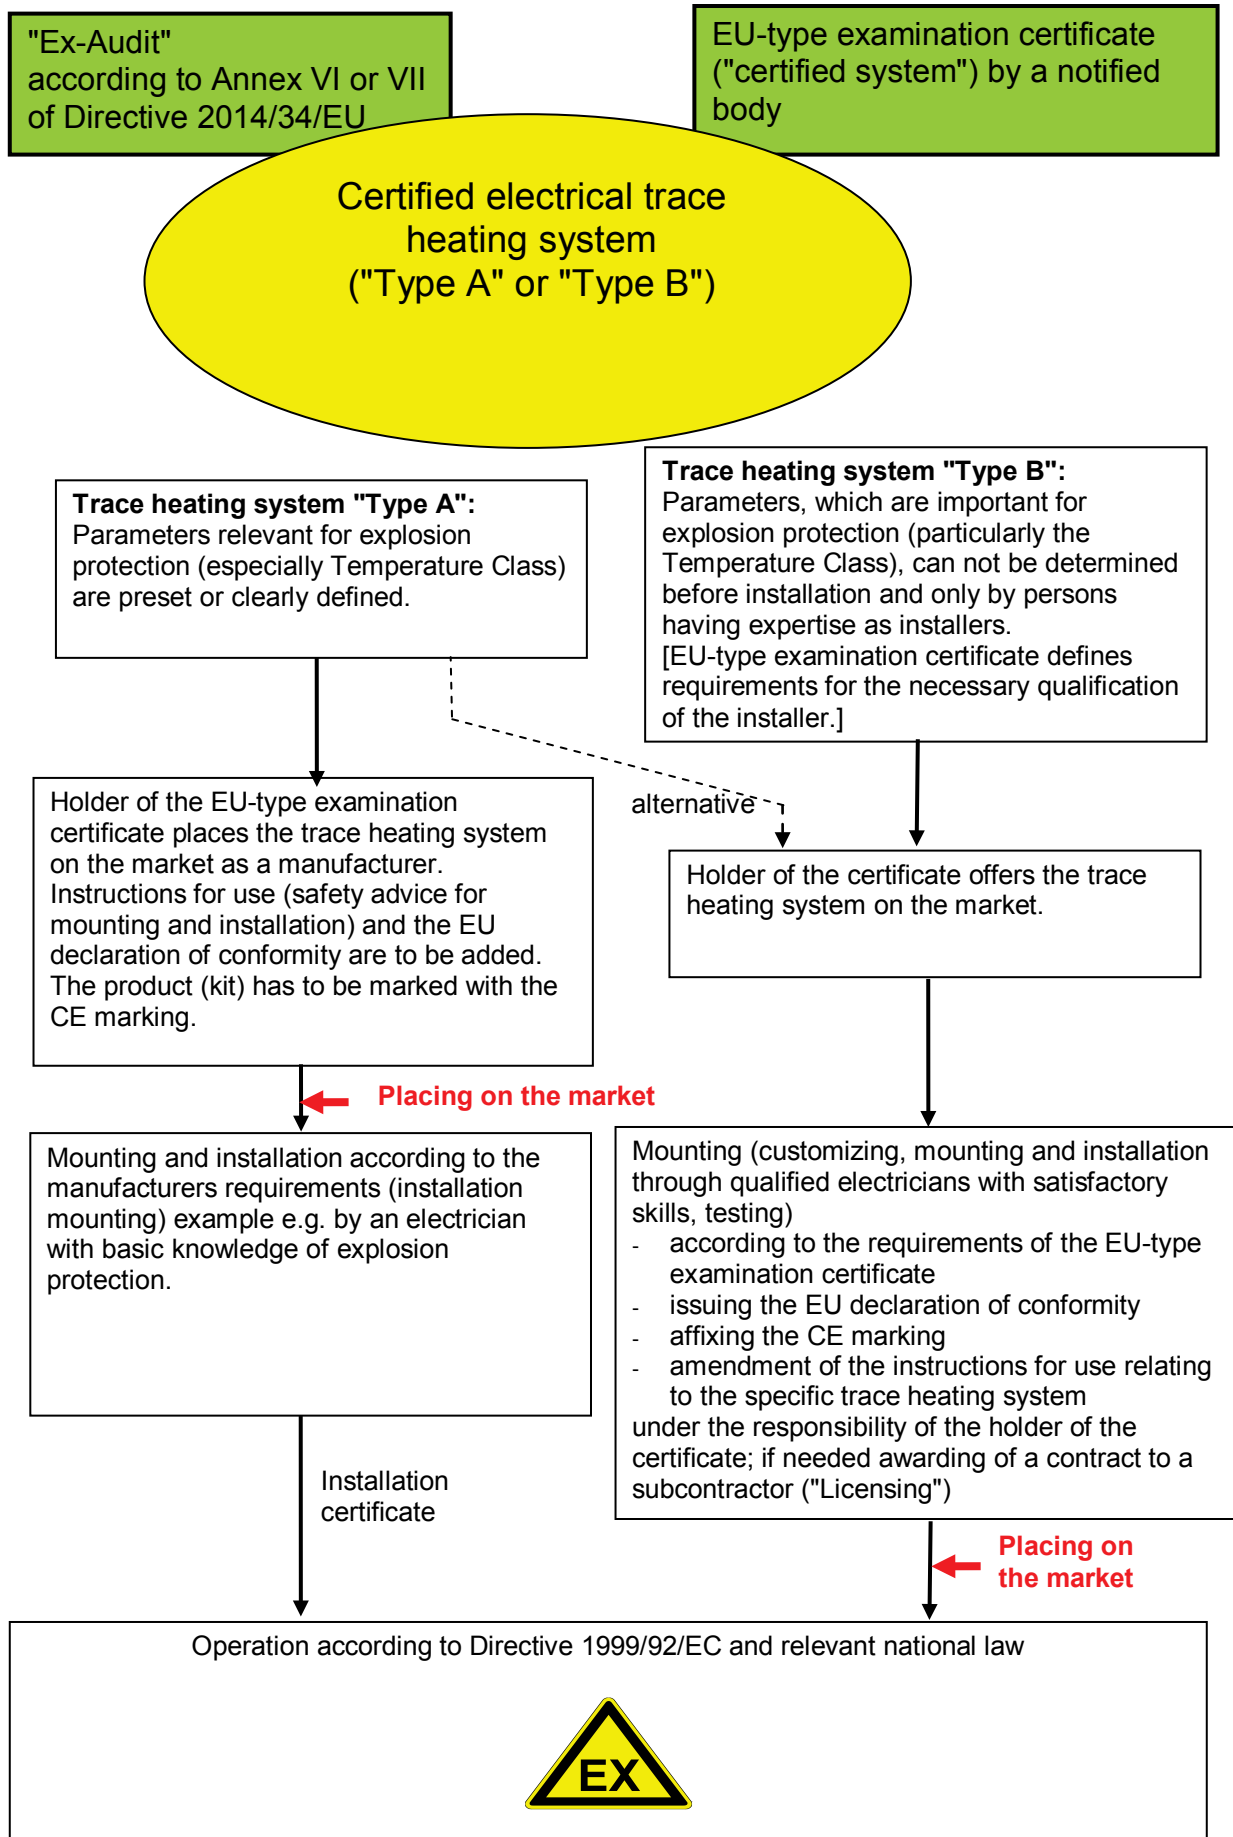 "Ex-Audit"
according to Annex VI or VII
of Directive 2014/34/EU
EU-type examination certificate
("certified system") by a notified
body
Certified electrical trace
heating system
("Type A" or "Type B")
Trace heating system "Type A":
Parameters relevant for explosion
protection (especially Temperature Class)
are preset or clearly defined.
Trace heating system "Type B":
Parameters, which are important for
explosion protection (particularly the
Temperature Class), can not be determined
before installation and only by persons
having expertise as installers.
[EU-type examination certificate defines
requirements for the necessary qualification
of the installer.]
alternative
Holder of the EU-type examination
certificate places the trace heating system
on the market as a manufacturer.
Instructions for use (safety advice for
mounting and installation) and the EU
declaration of conformity are to be added.
The product (kit) has to be marked with the
CE marking.
Holder of the certificate offers the trace
heating system on the market.
Placing on the market
Mounting and installation according to the
manufacturers requirements (installation
mounting) example e.g. by an electrician
with basic knowledge of explosion
protection.
Mounting (customizing, mounting and installation
through qualified electricians with satisfactory
skills, testing)
- according to the requirements of the EU-type
examination certificate
- issuing the EU declaration of conformity
- affixing the CE marking
- amendment of the instructions for use relating
to the specific trace heating system
under the responsibility of the holder of the
certificate; if needed awarding of a contract to a
subcontractor ("Licensing")
Installation
certificate
Placing on
the market
Operation according to Directive 1999/92/EC and relevant national law
EX